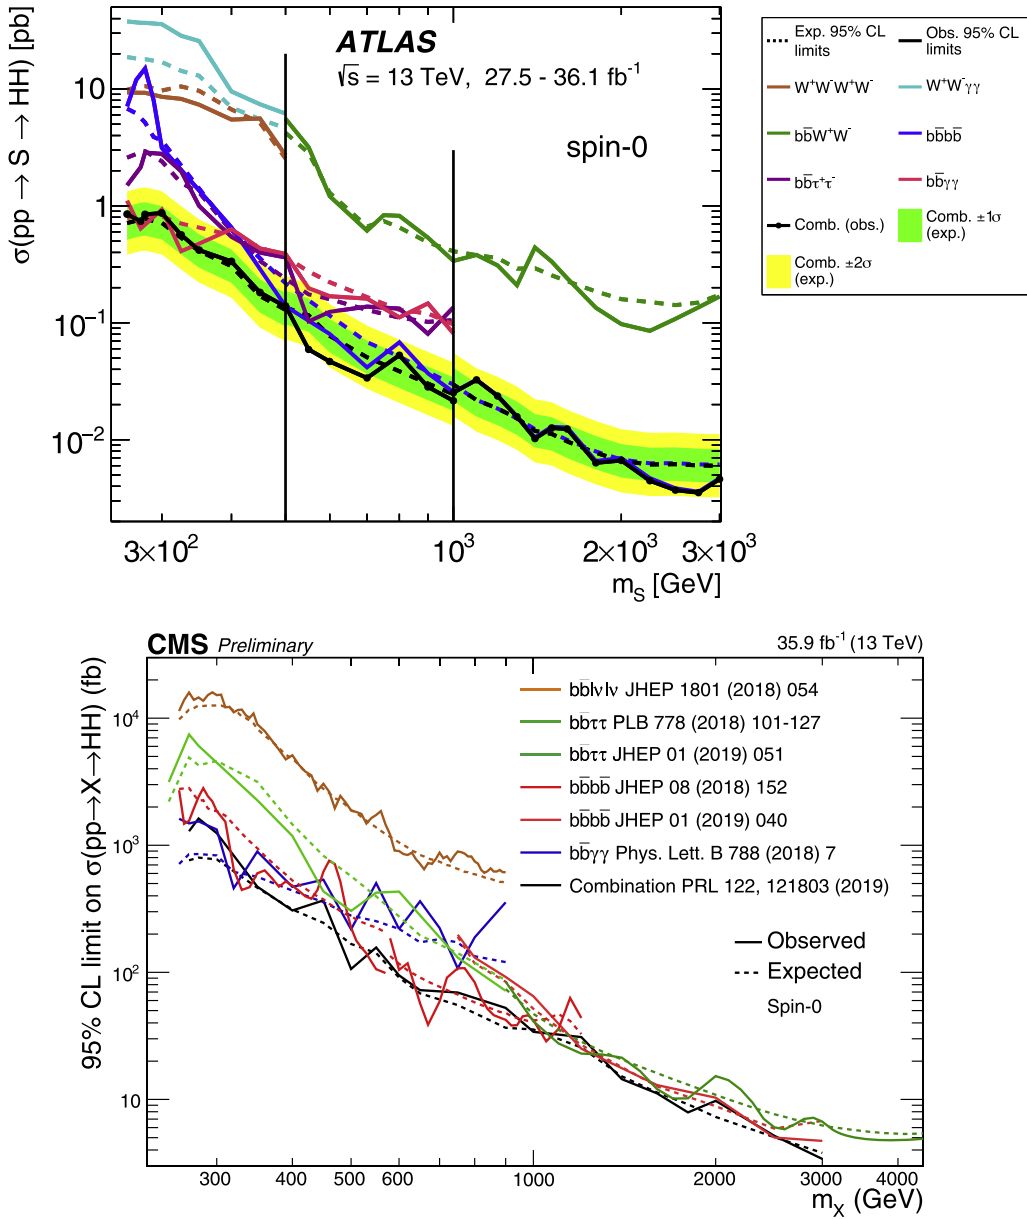 ATLAS
√s = 13 TeV, 27.5 - 36.1 fb⁻¹
spin-0
σ(pp → S → HH) [pb]
10
1
10⁻¹
10⁻²
3×10² 10³ 2×10³ 3×10³
m_S [GeV]
Exp. 95% CL limits
Obs. 95% CL limits
W⁺W⁻W⁺W⁻
W⁺W⁻γγ
bb̄W⁺W⁻
bb̄bb̄
bb̄τ⁺τ⁻
bb̄γγ
Comb. (obs.)
Comb. ±1σ (exp.)
Comb. ±2σ (exp.)
CMS Preliminary
35.9 fb⁻¹ (13 TeV)
95% CL limit on σ(pp→X→HH) (fb)
10⁴
10³
10²
10
bb̄lνlν JHEP 1801 (2018) 054
bb̄ττ PLB 778 (2018) 101-127
bb̄ττ JHEP 01 (2019) 051
bb̄bb̄ JHEP 08 (2018) 152
bb̄bb̄ JHEP 01 (2019) 040
bb̄γγ Phys. Lett. B 788 (2018) 7
Combination PRL 122, 121803 (2019)
Observed
Expected
Spin-0
300 400 500 600 1000 2000 3000 4000
m_X (GeV)